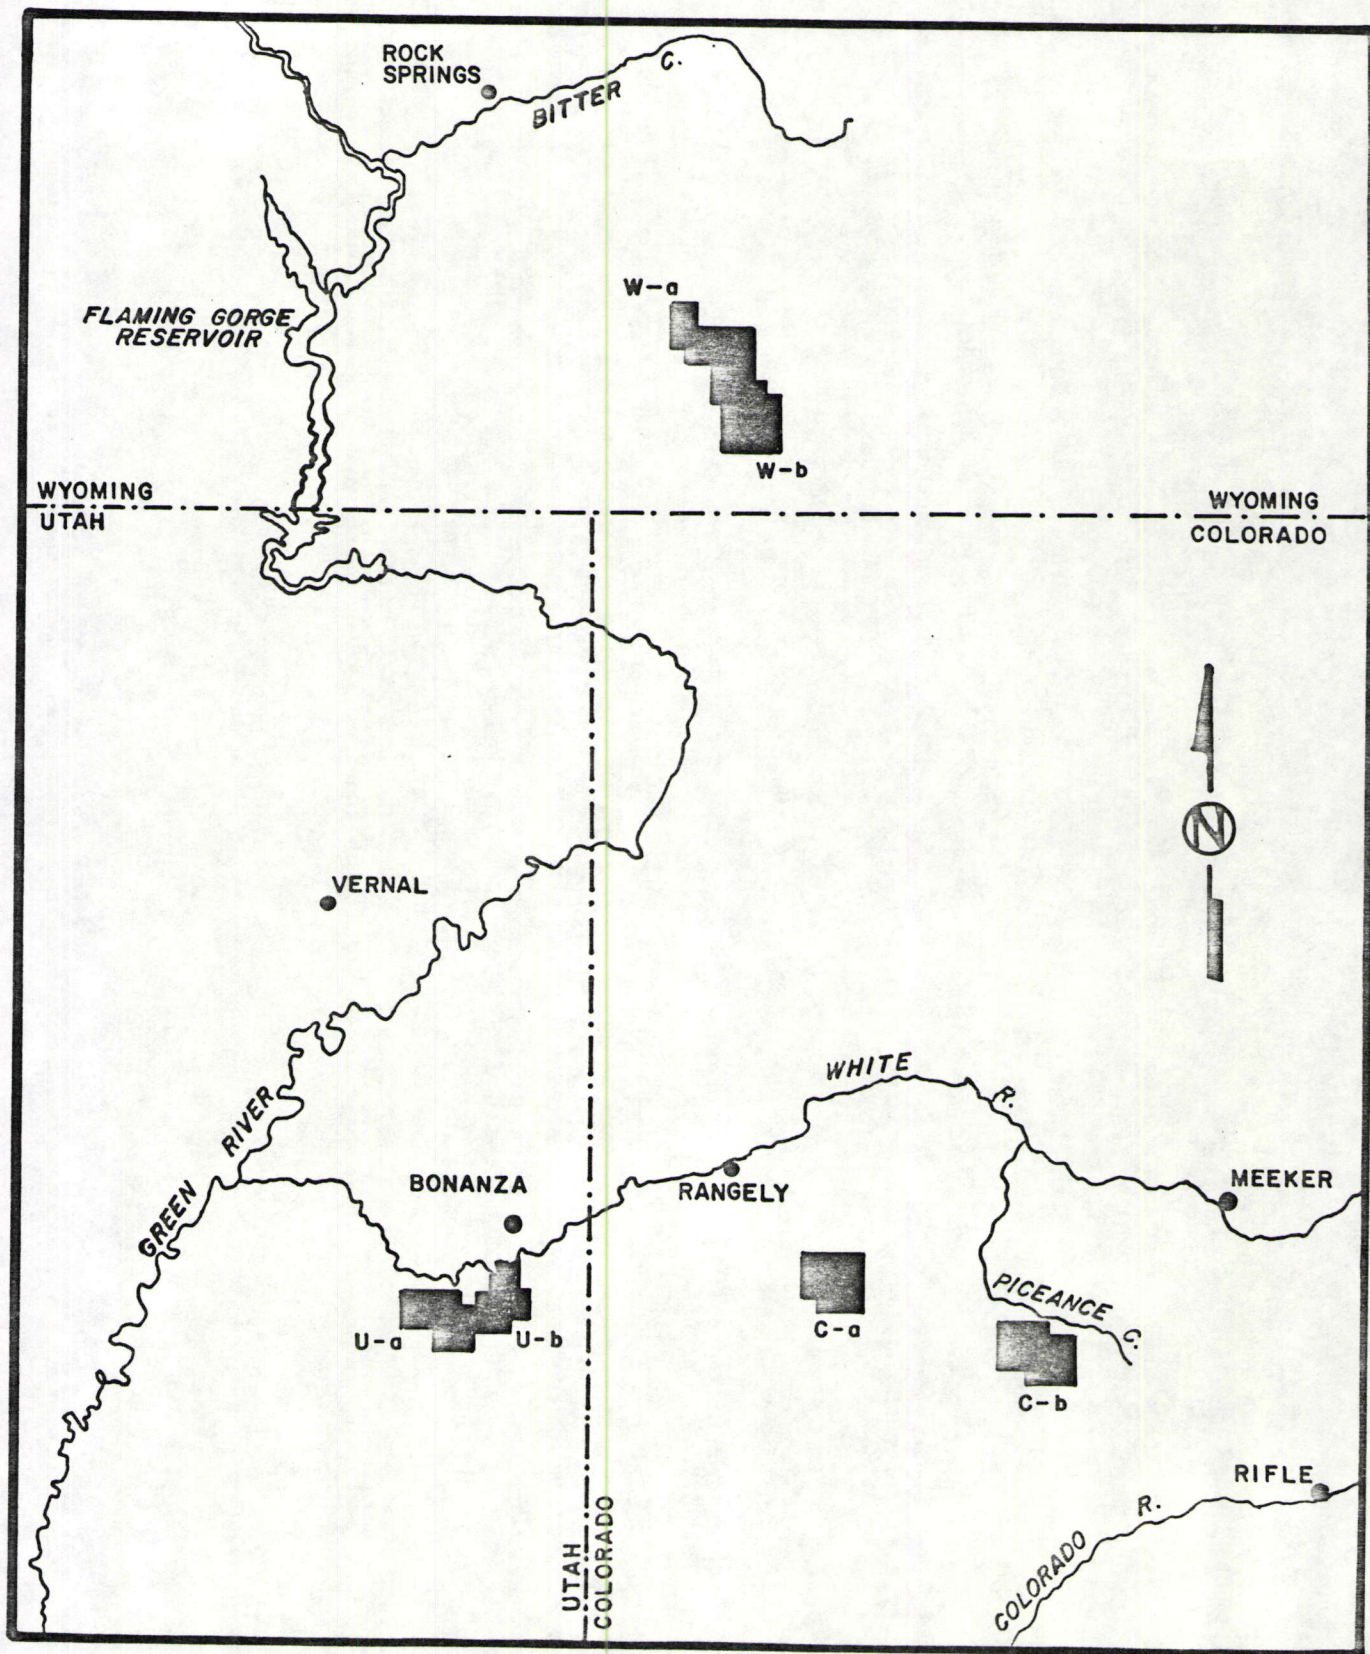 ROCK
SPRINGS
BITTER C.
W-a
FLAMING GORGE
RESERVOIR
W-b
WYOMING
UTAH
WYOMING
COLORADO
N
VERNAL
WHITE R.
GREEN RIVER
BONANZA
RANGELY
MEEKER
PICEANCE C.
U-a
U-b
C-a
C-b
RIFLE
COLORADO R.
UTAH
COLORADO